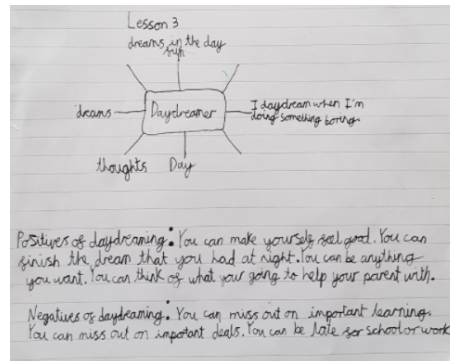 Lesson 3
dreams in the day
sun
dreams
Daydreamer
I daydream when I'm
doing something boring.
thoughts
Day
Positives of daydreaming: You can make yourself feel good. You can
finish the dream that you had at night. You can be anything
you want. You can think of what your going to help your parent with.
Negatives of daydreaming: You can miss out on important learning.
You can miss out on important deals. You can be late for school or work